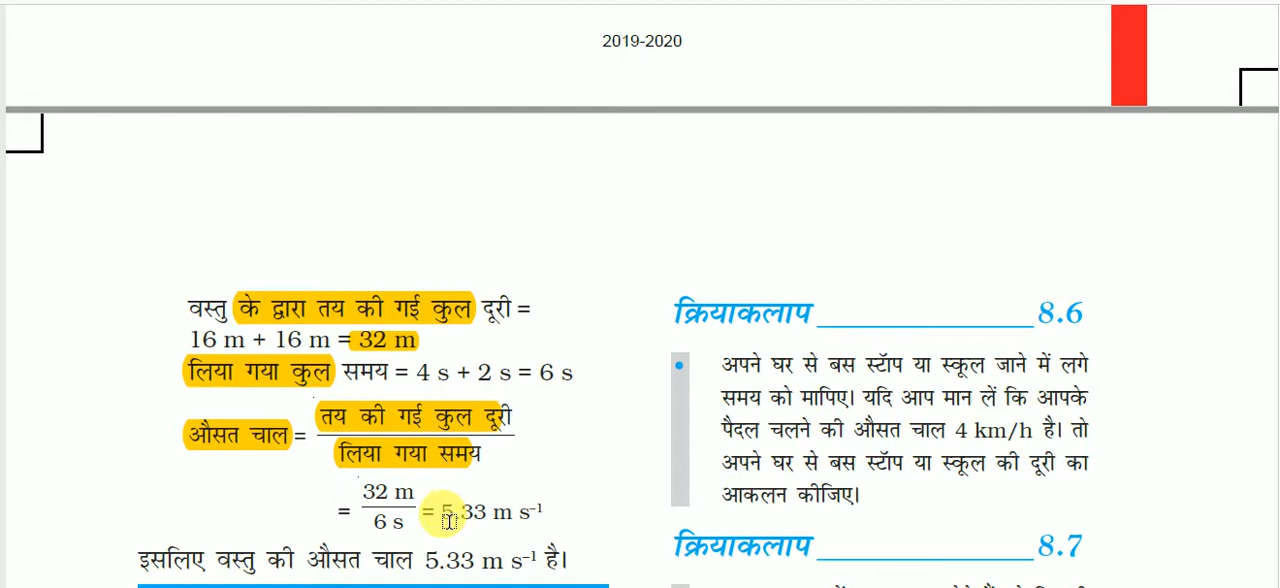 2019-2020
वस्तु के द्वारा तय की गई कुल दूरी =
16 m + 16 m = 32 m
लिया गया कुल समय = 4 s + 2 s = 6 s
औसत चाल = तय की गई कुल दूरी
लिया गया समय
= 32 m
6 s
= 5.33 m s⁻¹
इसलिए वस्तु की औसत चाल 5.33 m s⁻¹ है।
क्रियाकलाप ______________ 8.6
• अपने घर से बस स्टॉप या स्कूल जाने में लगे
समय को मापिए। यदि आप मान लें कि आपके
पैदल चलने की औसत चाल 4 km/h है। तो
अपने घर से बस स्टॉप या स्कूल की दूरी का
आकलन कीजिए।
क्रियाकलाप ______________ 8.7